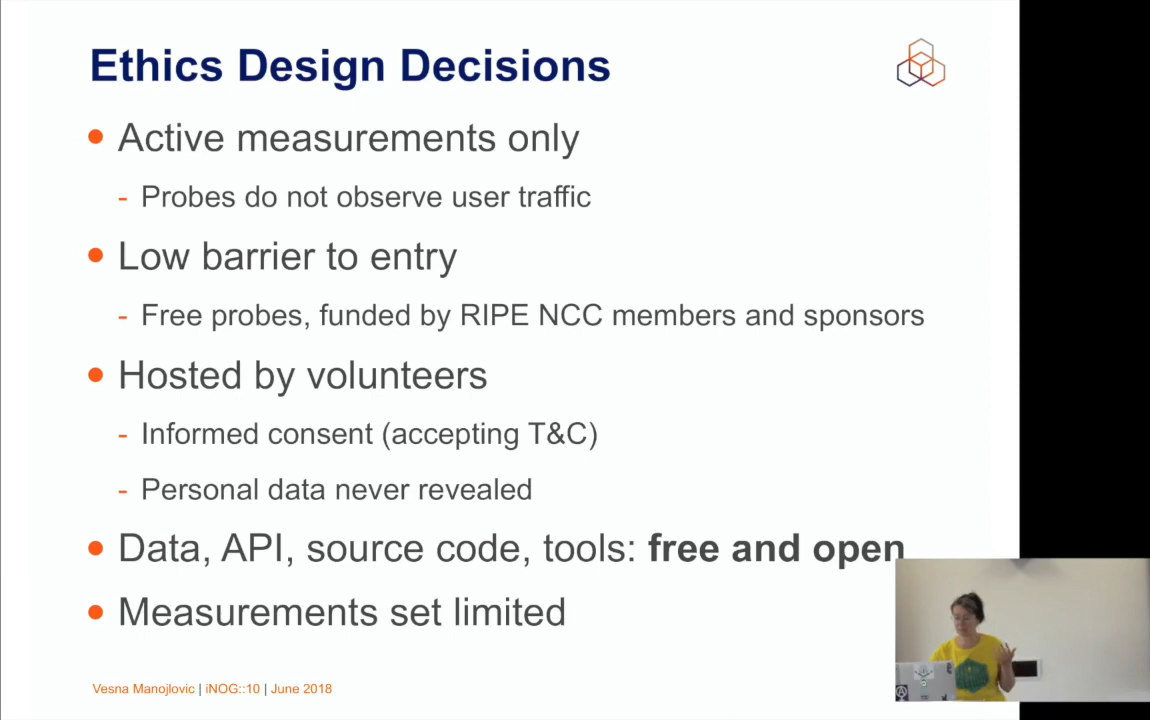 Ethics Design Decisions
Active measurements only
- Probes do not observe user traffic
Low barrier to entry
- Free probes, funded by RIPE NCC members and sponsors
Hosted by volunteers
- Informed consent (accepting T&C)
- Personal data never revealed
Data, API, source code, tools: free and open
Measurements set limited
Vesna Manojlovic | iNOG::10 | June 2018